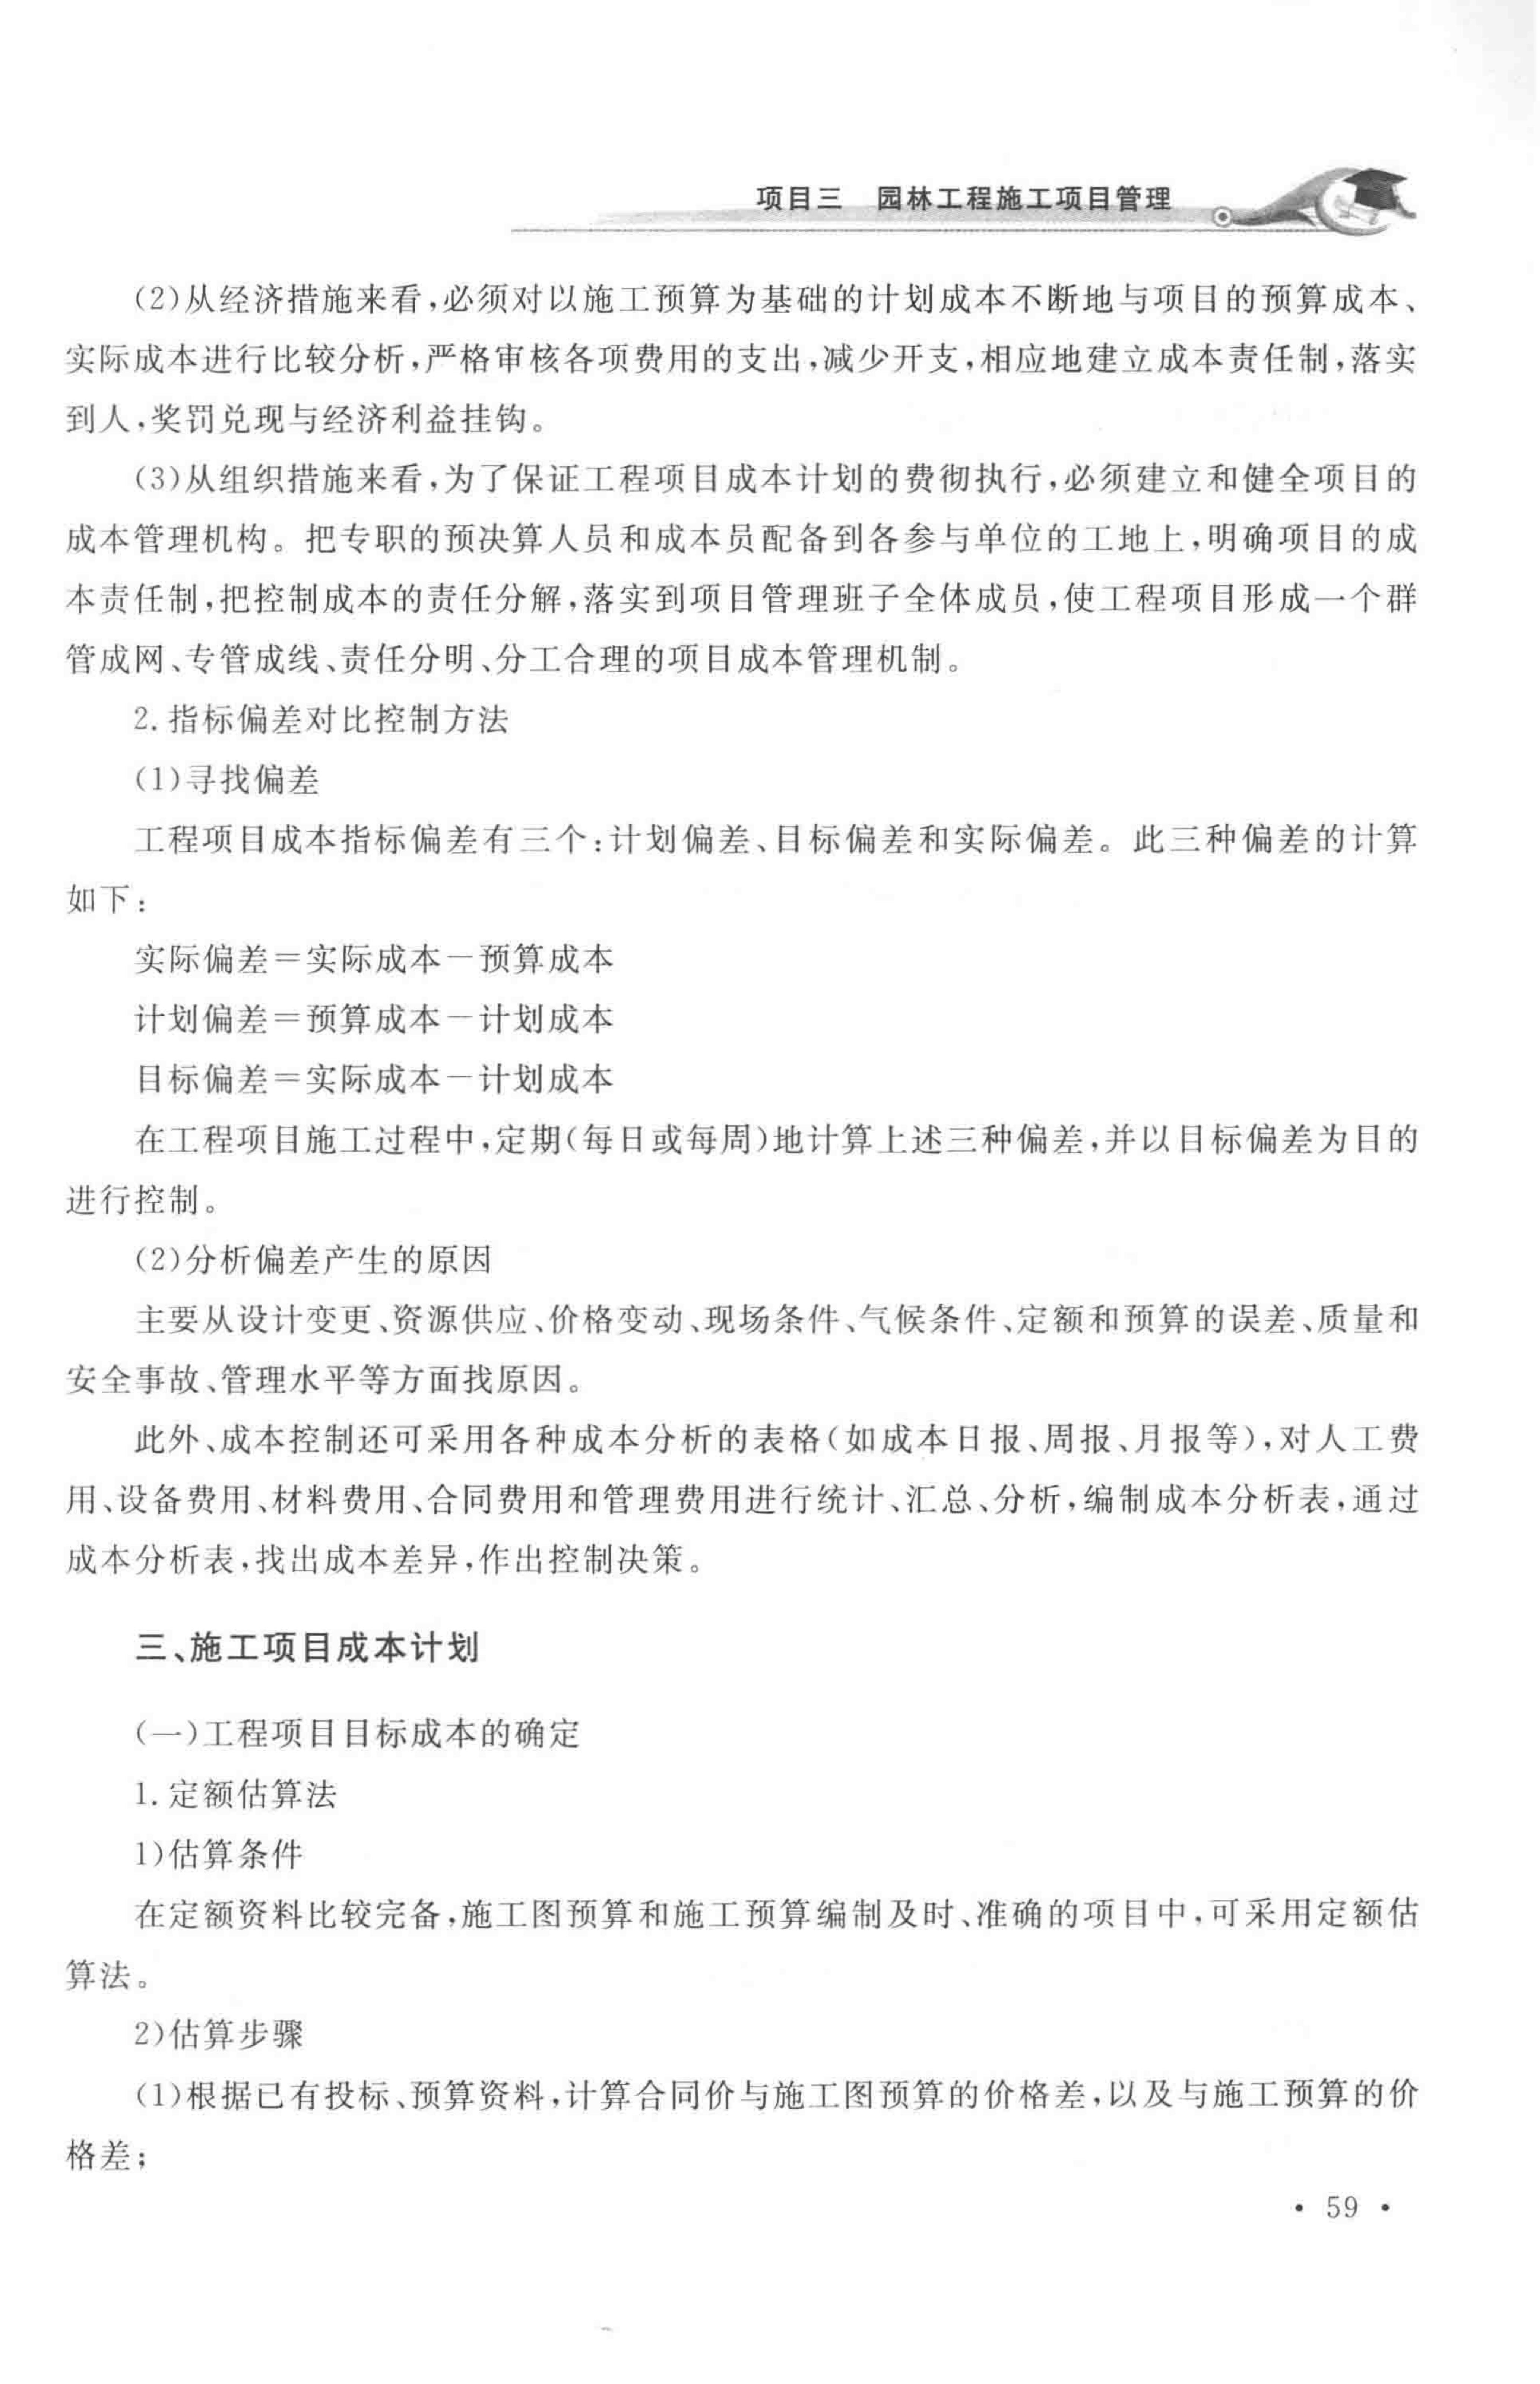 项目三　园林工程施工项目管理
(2)从经济措施来看,必须对以施工预算为基础的计划成本不断地与项目的预算成本、
实际成本进行比较分析,严格审核各项费用的支出,减少开支,相应地建立成本责任制,落实
到人,奖罚兑现与经济利益挂钩。
(3)从组织措施来看,为了保证工程项目成本计划的费彻执行,必须建立和健全项目的
成本管理机构。把专职的预决算人员和成本员配备到各参与单位的工地上,明确项目的成
本责任制,把控制成本的责任分解,落实到项目管理班子全体成员,使工程项目形成一个群
管成网、专管成线、责任分明、分工合理的项目成本管理机制。
2. 指标偏差对比控制方法
(1)寻找偏差
工程项目成本指标偏差有三个:计划偏差、目标偏差和实际偏差。此三种偏差的计算
如下:
实际偏差＝实际成本－预算成本
计划偏差＝预算成本－计划成本
目标偏差＝实际成本－计划成本
在工程项目施工过程中,定期(每日或每周)地计算上述三种偏差,并以目标偏差为目的
进行控制。
(2)分析偏差产生的原因
主要从设计变更、资源供应、价格变动、现场条件、气候条件、定额和预算的误差、质量和
安全事故、管理水平等方面找原因。
此外、成本控制还可采用各种成本分析的表格(如成本日报、周报、月报等),对人工费
用、设备费用、材料费用、合同费用和管理费用进行统计、汇总、分析,编制成本分析表,通过
成本分析表,找出成本差异,作出控制决策。
三、施工项目成本计划
(一)工程项目目标成本的确定
1. 定额估算法
1)估算条件
在定额资料比较完备,施工图预算和施工预算编制及时、准确的项目中,可采用定额估
算法。
2)估算步骤
(1)根据已有投标、预算资料,计算合同价与施工图预算的价格差,以及与施工预算的价
格差;
• 59 •